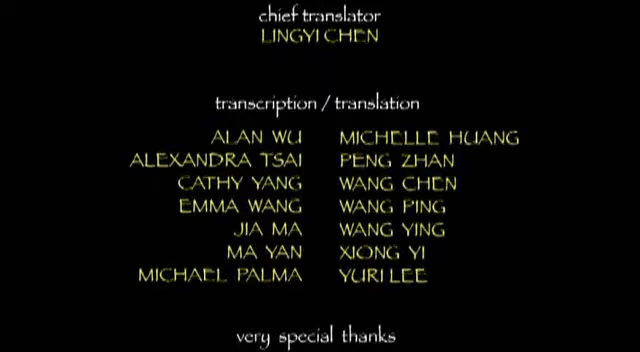 chief translator
LINGYI CHEN
transcription / translation
ALAN WU MICHELLE HUANG
ALEXANDRA TSAI PENG ZHAN
CATHY YANG WANG CHEN
EMMA WANG WANG PING
JIA MA WANG YING
MA YAN XIONG YI
MICHAEL PALMA YURI LEE
very special thanks